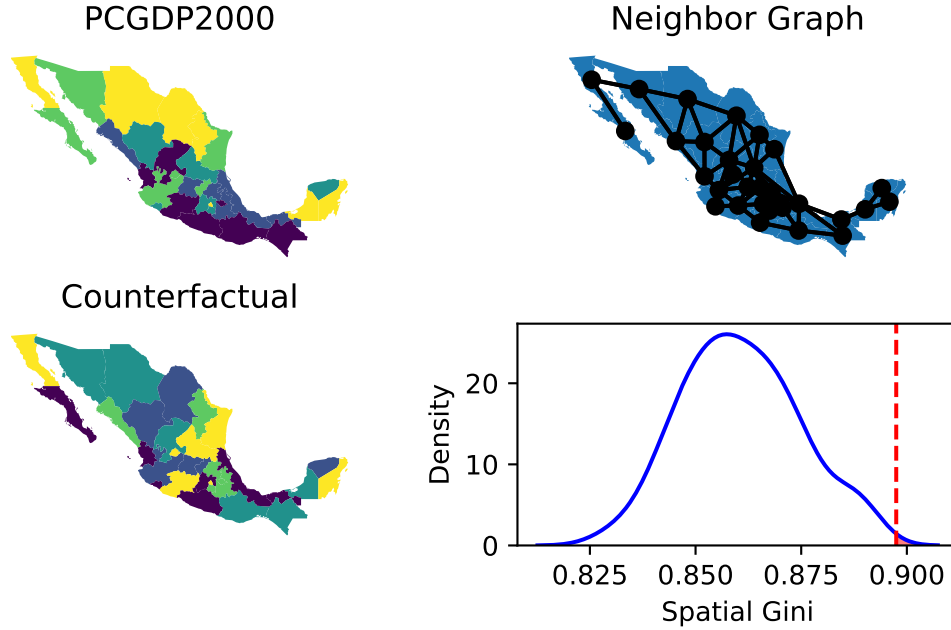 PCGDP2000
Neighbor Graph
Counterfactual
Density
20
10
0
0.825 0.850 0.875 0.900
Spatial Gini